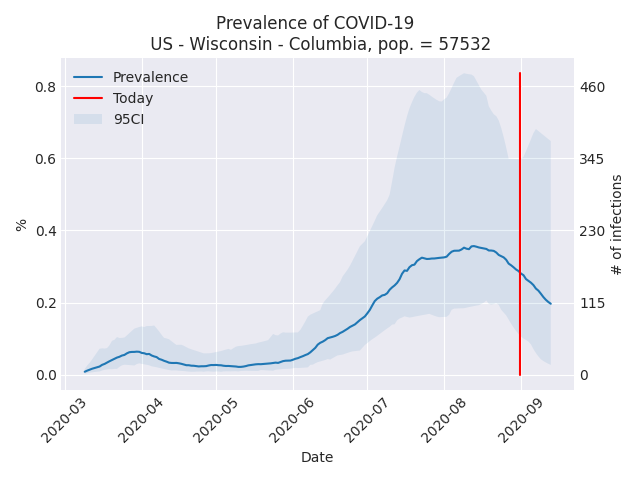 Prevalence of COVID-19
US - Wisconsin - Columbia, pop. = 57532
Prevalence
Today
95CI
0.8
0.6
0.4
0.2
0.0
%
460
345
230
115
0
# of infections
2020-03
2020-04
2020-05
2020-06
2020-07
2020-08
2020-09
Date